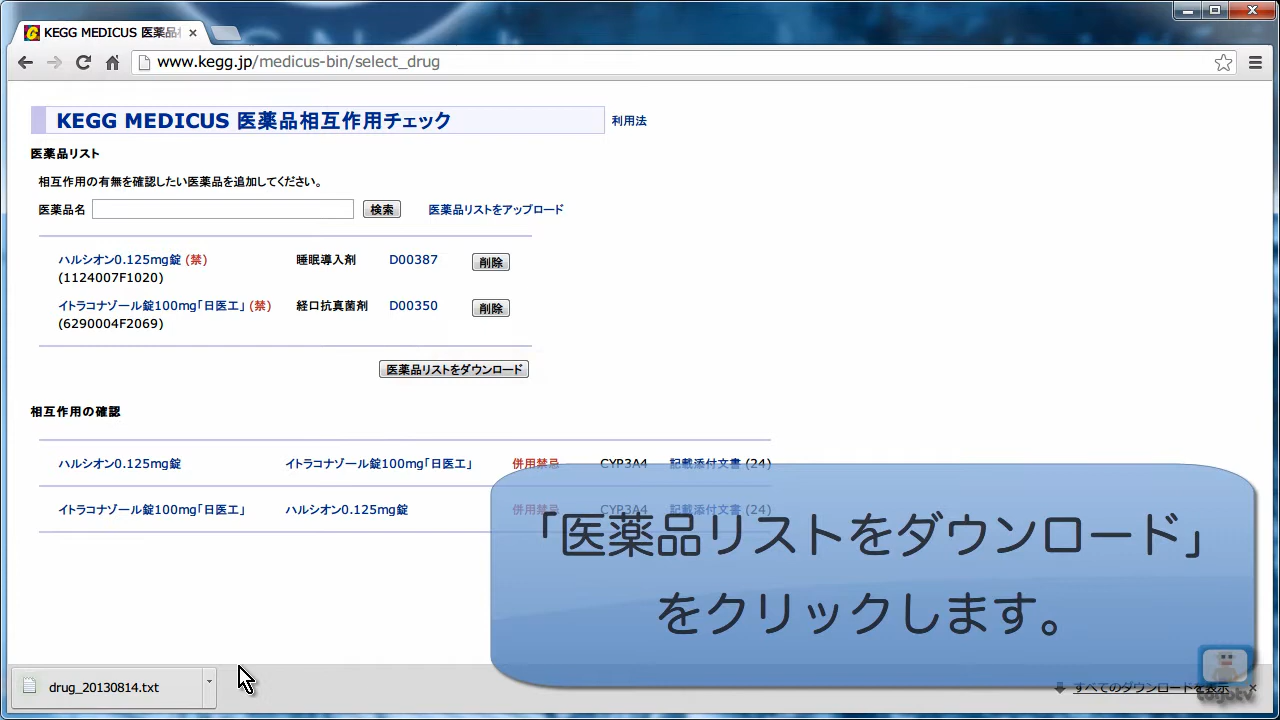 KEGG MEDICUS 医薬品
www.kegg.jp/medicus-bin/select_drug
KEGG MEDICUS 医薬品相互作用チェック 利用法
医薬品リスト
相互作用の有無を確認したい医薬品を追加してください。
医薬品名 検索 医薬品リストをアップロード
ハルシオン0.125mg錠 (禁) 睡眠導入剤 D00387 削除
(1124007F1020)
イトラコナゾール錠100mg「日医工」 (禁) 経口抗真菌剤 D00350 削除
(6290004F2069)
医薬品リストをダウンロード
相互作用の確認
ハルシオン0.125mg錠 イトラコナゾール錠100mg「日医工」 併用禁忌 CYP3A4 記載添付文書 (24)
イトラコナゾール錠100mg「日医工」 ハルシオン0.125mg錠 併用禁忌 CYP3A4 記載添付文書 (24)
「医薬品リストをダウンロード」
をクリックします。
drug_20130814.txt
すべてのダウンロードを表示
togotv